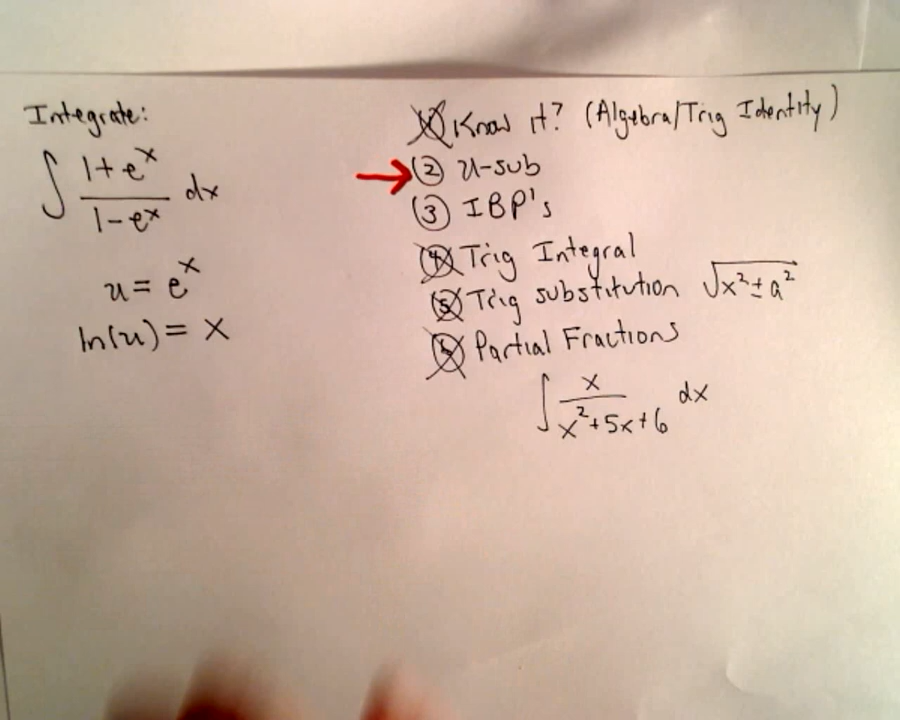 Integrate:
∫ (1+e^x)/(1-e^x) dx
u = e^x
ln(u) = x
(1) Know it? (Algebra/Trig Identity)
→ (2) u-sub
(3) IBP's
(4) Trig Integral
(5) Trig substitution √(x²±a²)
(6) Partial Fractions
∫ x/(x²+5x+6) dx